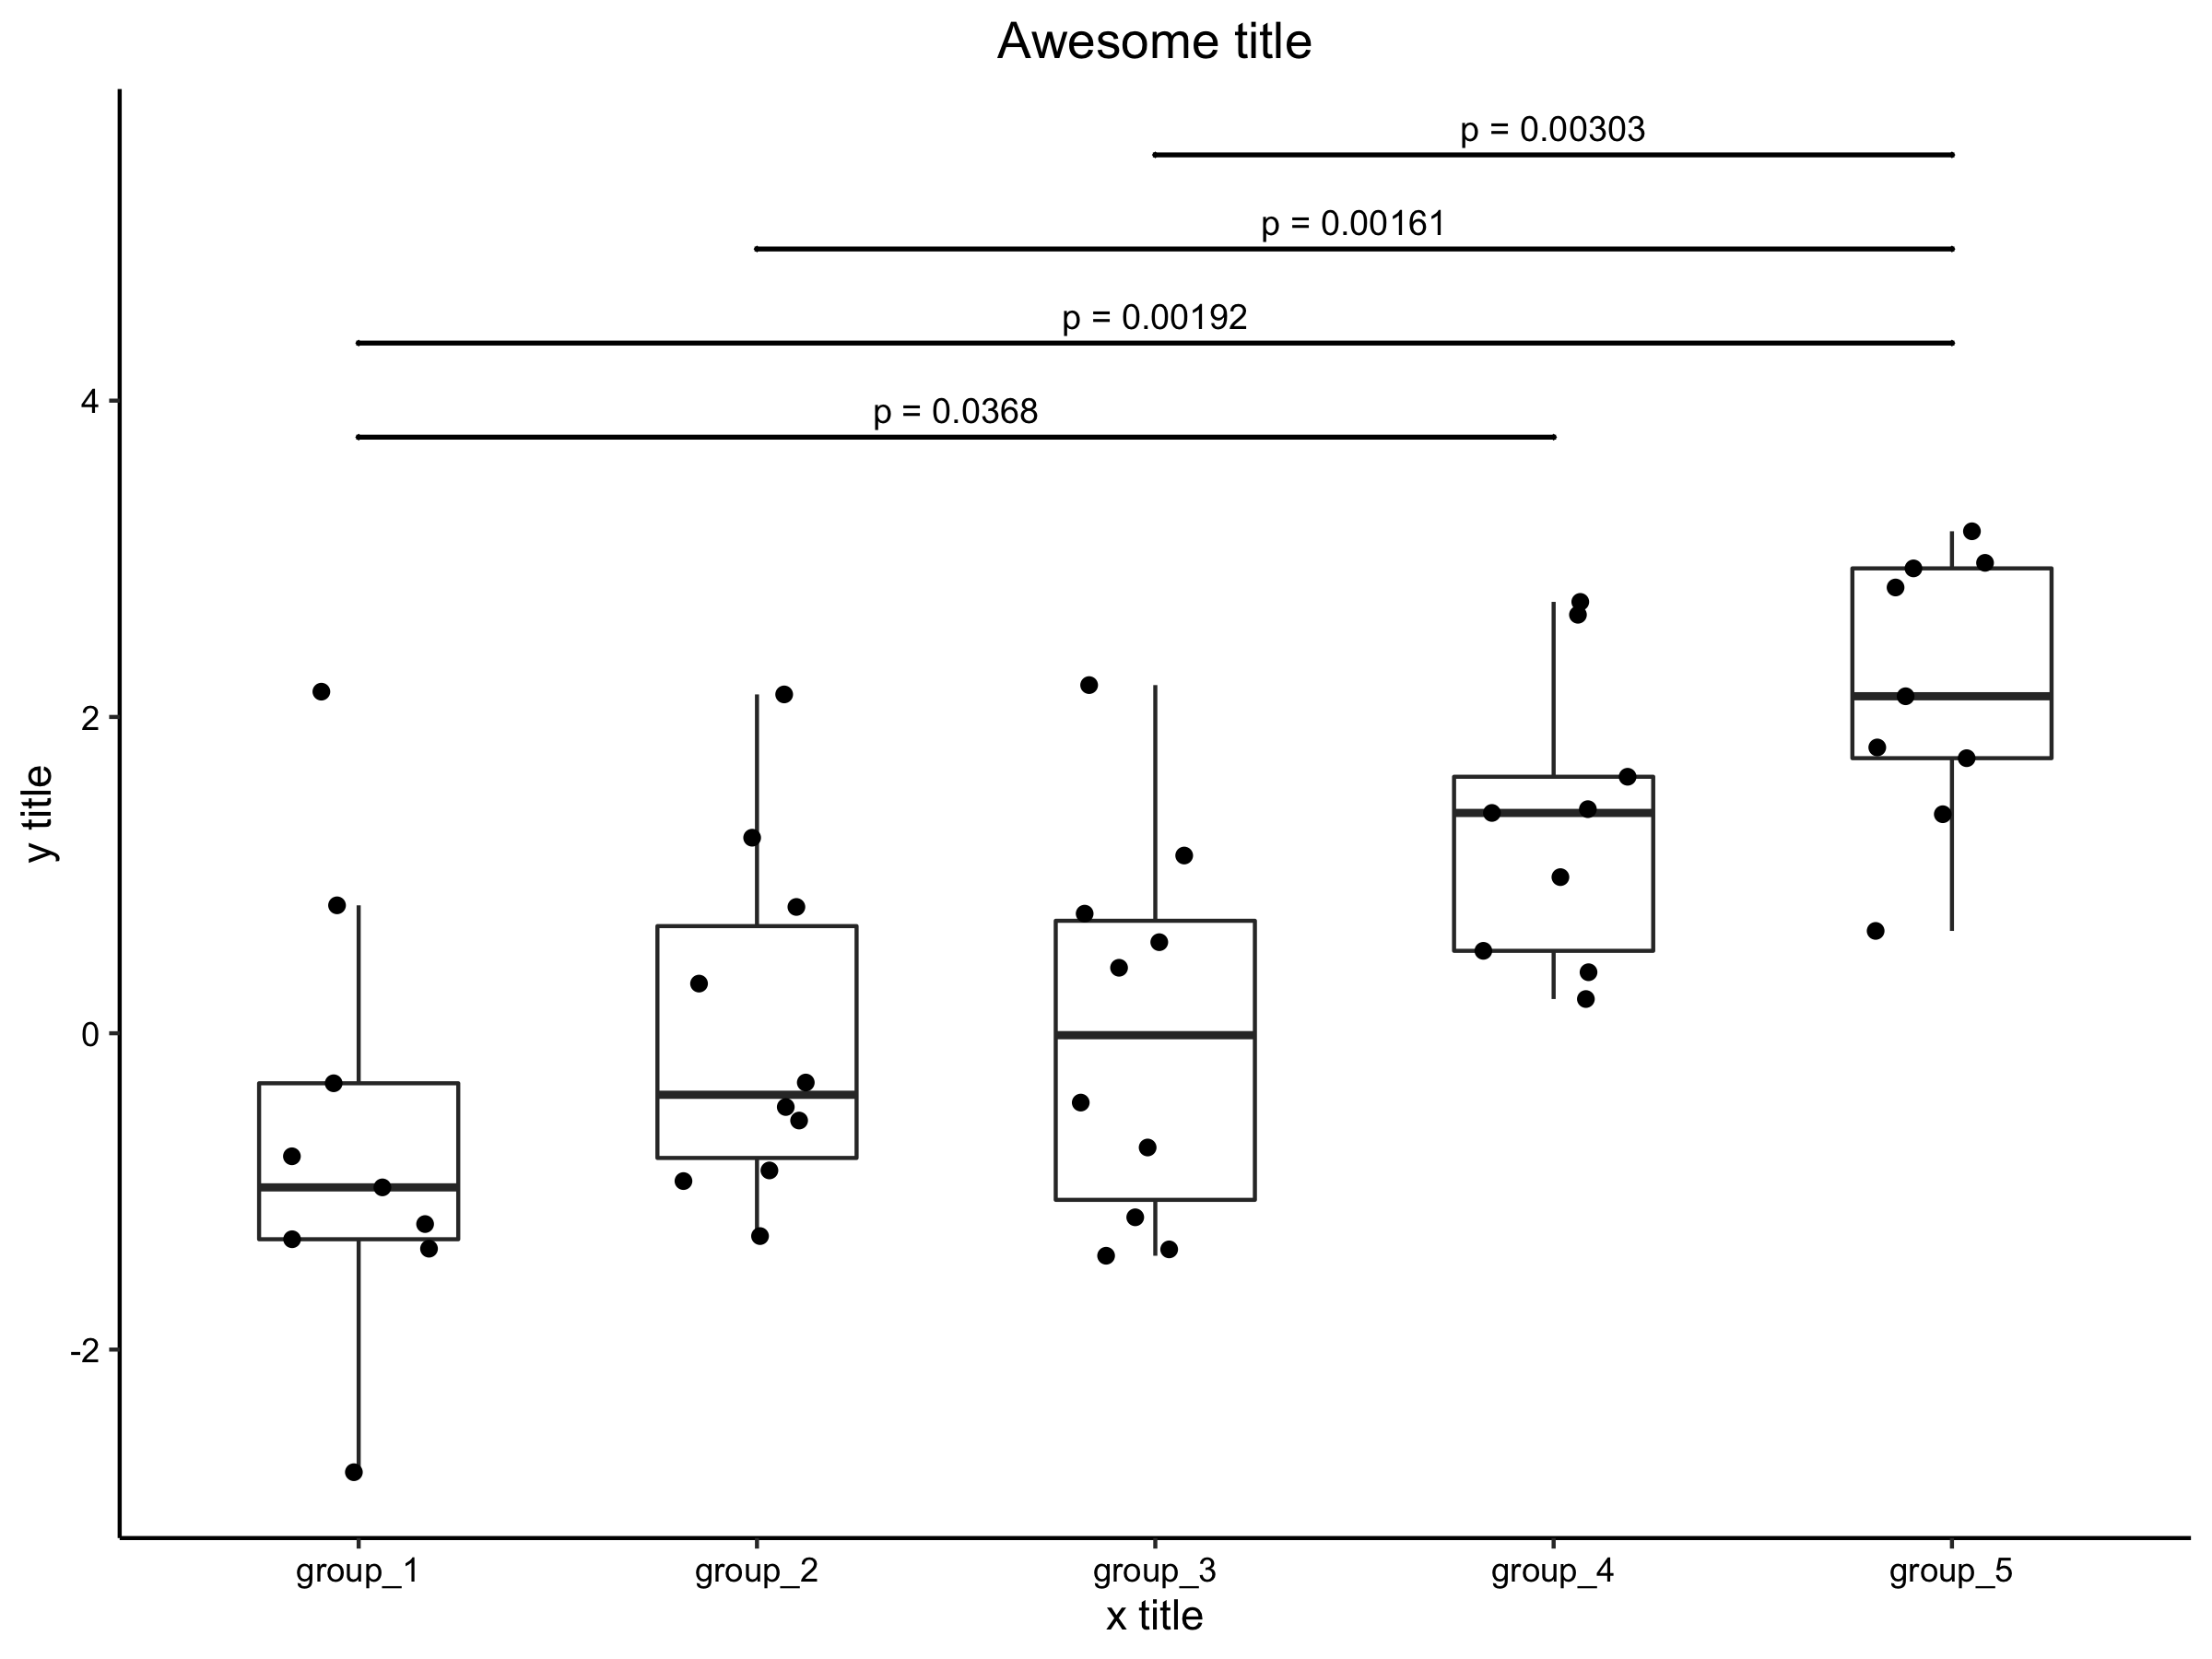 Awesome title
p = 0.00303
p = 0.00161
p = 0.00192
p = 0.0368
4
2
0
-2
y title
group_1 group_2 group_3 group_4 group_5
x title